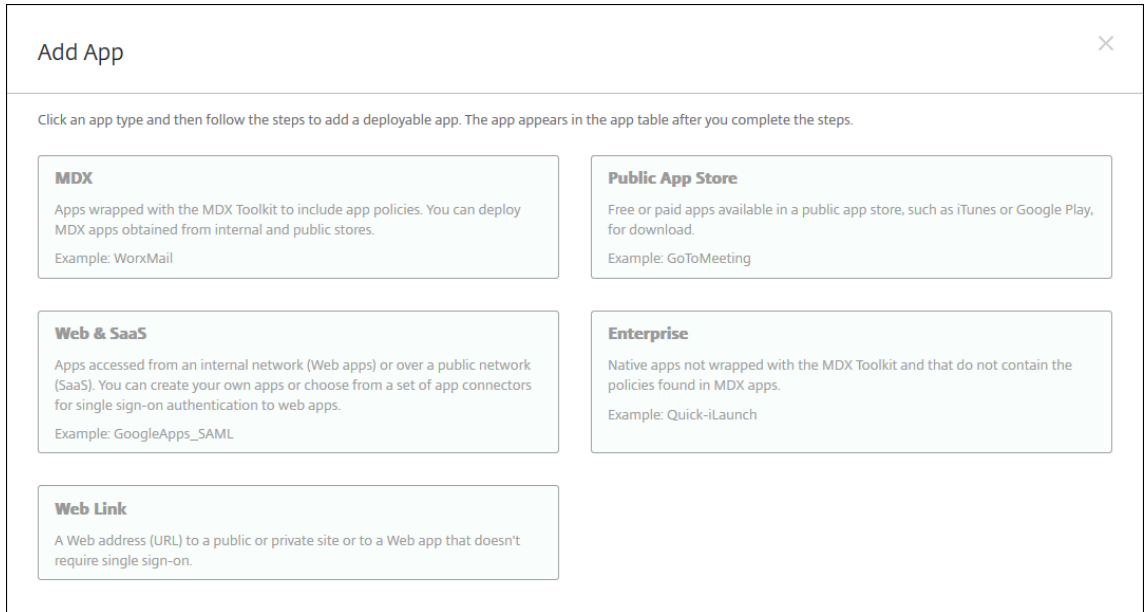 Add App
Click an app type and then follow the steps to add a deployable app. The app appears in the app table after you complete the steps.
MDX
Apps wrapped with the MDX Toolkit to include app policies. You can deploy
MDX apps obtained from internal and public stores.
Example: WorxMail
Public App Store
Free or paid apps available in a public app store, such as iTunes or Google Play,
for download.
Example: GoToMeeting
Web & SaaS
Apps accessed from an internal network (Web apps) or over a public network
(SaaS). You can create your own apps or choose from a set of app connectors
for single sign-on authentication to web apps.
Example: GoogleApps_SAML
Enterprise
Native apps not wrapped with the MDX Toolkit and that do not contain the
policies found in MDX apps.
Example: Quick-iLaunch
Web Link
A Web address (URL) to a public or private site or to a Web app that doesn't
require single sign-on.